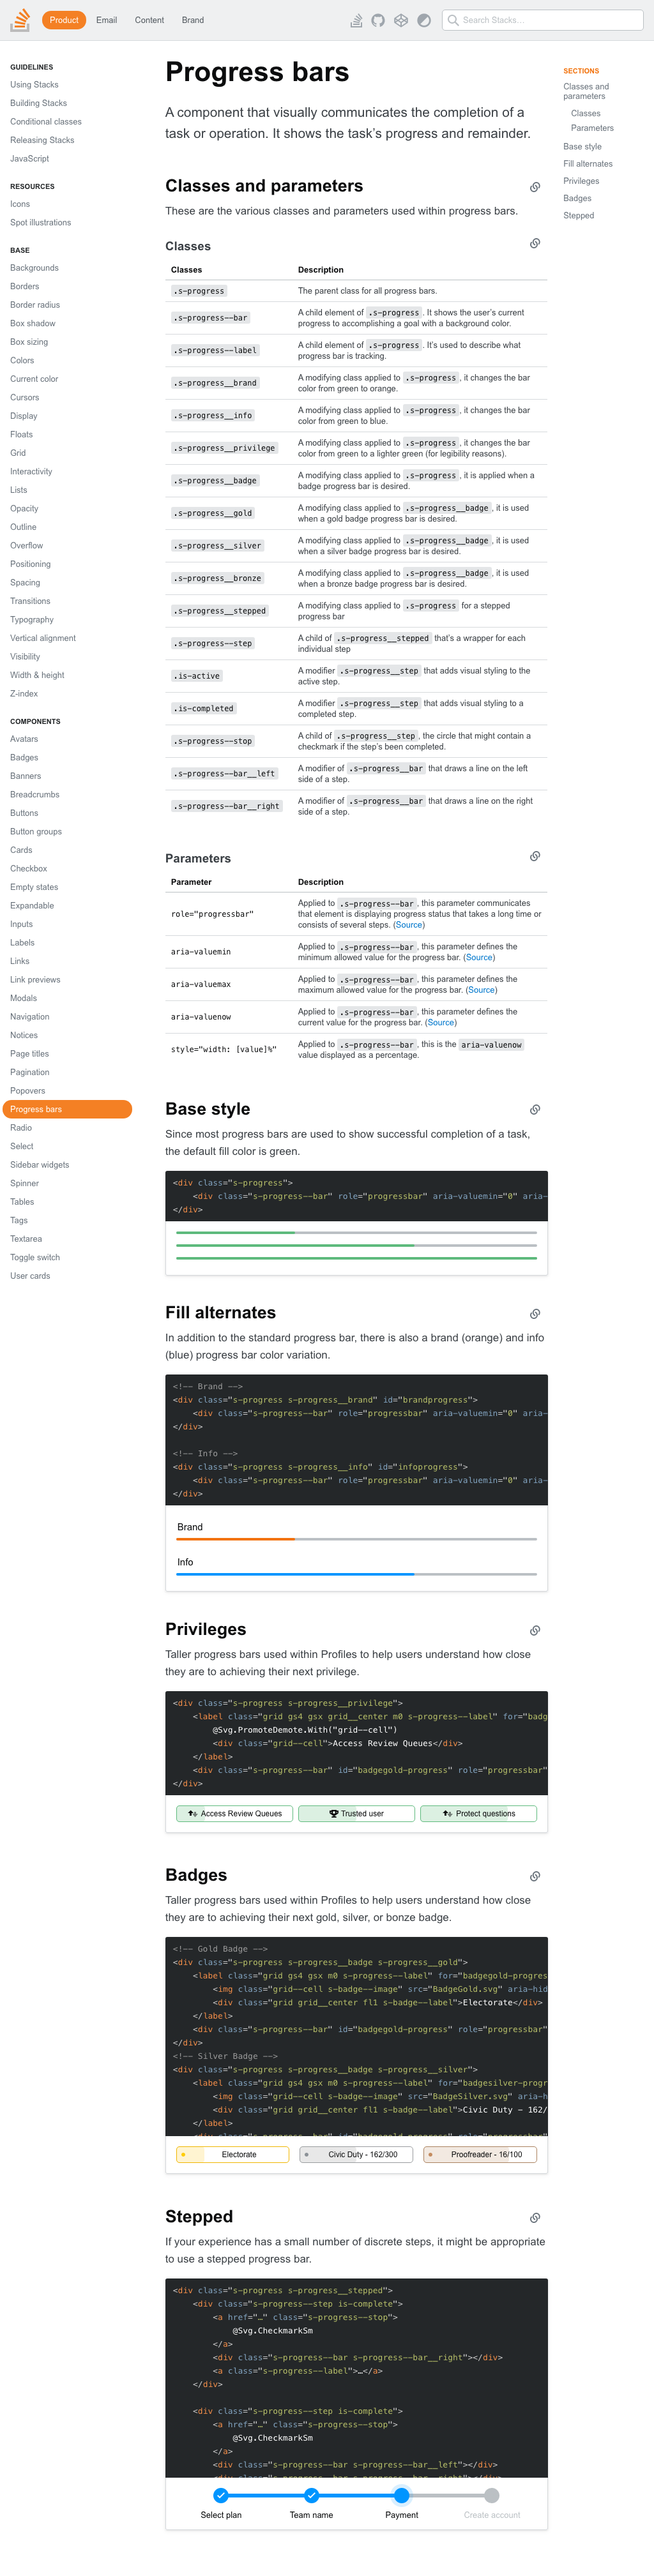 Product Email Content Brand
Search Stacks…
GUIDELINES
Using Stacks
Building Stacks
Conditional classes
Releasing Stacks
JavaScript
RESOURCES
Icons
Spot illustrations
BASE
Backgrounds
Borders
Border radius
Box shadow
Box sizing
Colors
Current color
Cursors
Display
Floats
Grid
Interactivity
Lists
Opacity
Outline
Overflow
Positioning
Spacing
Transitions
Typography
Vertical alignment
Visibility
Width & height
Z-index
COMPONENTS
Avatars
Badges
Banners
Breadcrumbs
Buttons
Button groups
Cards
Checkbox
Empty states
Expandable
Inputs
Labels
Links
Link previews
Modals
Navigation
Notices
Page titles
Pagination
Popovers
Progress bars
Radio
Select
Sidebar widgets
Spinner
Tables
Tags
Textarea
Toggle switch
User cards
Progress bars
A component that visually communicates the completion of a
task or operation. It shows the task's progress and remainder.
Classes and parameters
These are the various classes and parameters used within progress bars.
Classes
Classes Description
.s-progress The parent class for all progress bars.
.s-progress--bar A child element of .s-progress. It shows the user's current
progress to accomplishing a goal with a background color.
.s-progress--label A child element of .s-progress. It's used to describe what
progress bar is tracking.
.s-progress__brand A modifying class applied to .s-progress, it changes the bar
color from green to orange.
.s-progress__info A modifying class applied to .s-progress, it changes the bar
color from green to blue.
.s-progress__privilege A modifying class applied to .s-progress, it changes the bar
color from green to a lighter green (for legibility reasons).
.s-progress__badge A modifying class applied to .s-progress, it is applied when a
badge progress bar is desired.
.s-progress__gold A modifying class applied to .s-progress__badge, it is used
when a gold badge progress bar is desired.
.s-progress__silver A modifying class applied to .s-progress__badge, it is used
when a silver badge progress bar is desired.
.s-progress__bronze A modifying class applied to .s-progress__badge, it is used
when a bronze badge progress bar is desired.
.s-progress__stepped A modifying class applied to .s-progress for a stepped
progress bar
.s-progress--step A child of .s-progress__stepped that's a wrapper for each
individual step
.is-active A modifier .s-progress__step that adds visual styling to the
active step.
.is-completed A modifier .s-progress__step that adds visual styling to a
completed step.
.s-progress--stop A child of .s-progress__step, the circle that might contain a
checkmark if the step's been completed.
.s-progress--bar__left A modifier of .s-progress__bar that draws a line on the left
side of a step.
.s-progress--bar__right A modifier of .s-progress__bar that draws a line on the right
side of a step.
Parameters
Parameter Description
role="progressbar" Applied to .s-progress--bar, this parameter communicates
that element is displaying progress status that takes a long time or
consists of several steps. (Source)
aria-valuemin Applied to .s-progress--bar, this parameter defines the
minimum allowed value for the progress bar. (Source)
aria-valuemax Applied to .s-progress--bar, this parameter defines the
maximum allowed value for the progress bar. (Source)
aria-valuenow Applied to .s-progress--bar, this parameter defines the
current value for the progress bar. (Source)
style="width: [value]%" Applied to .s-progress--bar, this is the aria-valuenow
value displayed as a percentage.
Base style
Since most progress bars are used to show successful completion of a task,
the default fill color is green.
<div class="s-progress">
<div class="s-progress--bar" role="progressbar" aria-valuemin="0" aria-
</div>
Fill alternates
In addition to the standard progress bar, there is also a brand (orange) and info
(blue) progress bar color variation.
<!-- Brand -->
<div class="s-progress s-progress__brand" id="brandprogress">
<div class="s-progress--bar" role="progressbar" aria-valuemin="0" aria-
</div>
<!-- Info -->
<div class="s-progress s-progress__info" id="infoprogress">
<div class="s-progress--bar" role="progressbar" aria-valuemin="0" aria-
</div>
Brand
Info
Privileges
Taller progress bars used within Profiles to help users understand how close
they are to achieving their next privilege.
<div class="s-progress s-progress__privilege">
<label class="grid gs4 gsx grid__center m0 s-progress--label" for="badg
@Svg.PromoteDemote.With("grid--cell")
<div class="grid--cell">Access Review Queues</div>
</label>
<div class="s-progress--bar" id="badgegold-progress" role="progressbar"
</div>
Access Review Queues Trusted user Protect questions
Badges
Taller progress bars used within Profiles to help users understand how close
they are to achieving their next gold, silver, or bonze badge.
<!-- Gold Badge -->
<div class="s-progress s-progress__badge s-progress__gold">
<label class="grid gs4 gsx m0 s-progress--label" for="badgegold-progres
<img class="grid--cell s-badge--image" src="BadgeGold.svg" aria-hid
<div class="grid grid__center fl1 s-badge--label">Electorate</div>
</label>
<div class="s-progress--bar" id="badgegold-progress" role="progressbar"
</div>
<!-- Silver Badge -->
<div class="s-progress s-progress__badge s-progress__silver">
<label class="grid gs4 gsx m0 s-progress--label" for="badgesilver-progr
<img class="grid--cell s-badge--image" src="BadgeSilver.svg" aria-h
<div class="grid grid__center fl1 s-badge--label">Civic Duty - 162/
</label>
Electorate Civic Duty - 162/300 Proofreader - 16/100
Stepped
If your experience has a small number of discrete steps, it might be appropriate
to use a stepped progress bar.
<div class="s-progress s-progress__stepped">
<div class="s-progress--step is-complete">
<a href="…" class="s-progress--stop">
@Svg.CheckmarkSm
</a>
<div class="s-progress--bar s-progress--bar__right"></div>
<a class="s-progress--label">…</a>
</div>
<div class="s-progress--step is-complete">
<a href="…" class="s-progress--stop">
@Svg.CheckmarkSm
</a>
<div class="s-progress--bar s-progress--bar__left"></div>
Select plan Team name Payment Create account
SECTIONS
Classes and
parameters
Classes
Parameters
Base style
Fill alternates
Privileges
Badges
Stepped